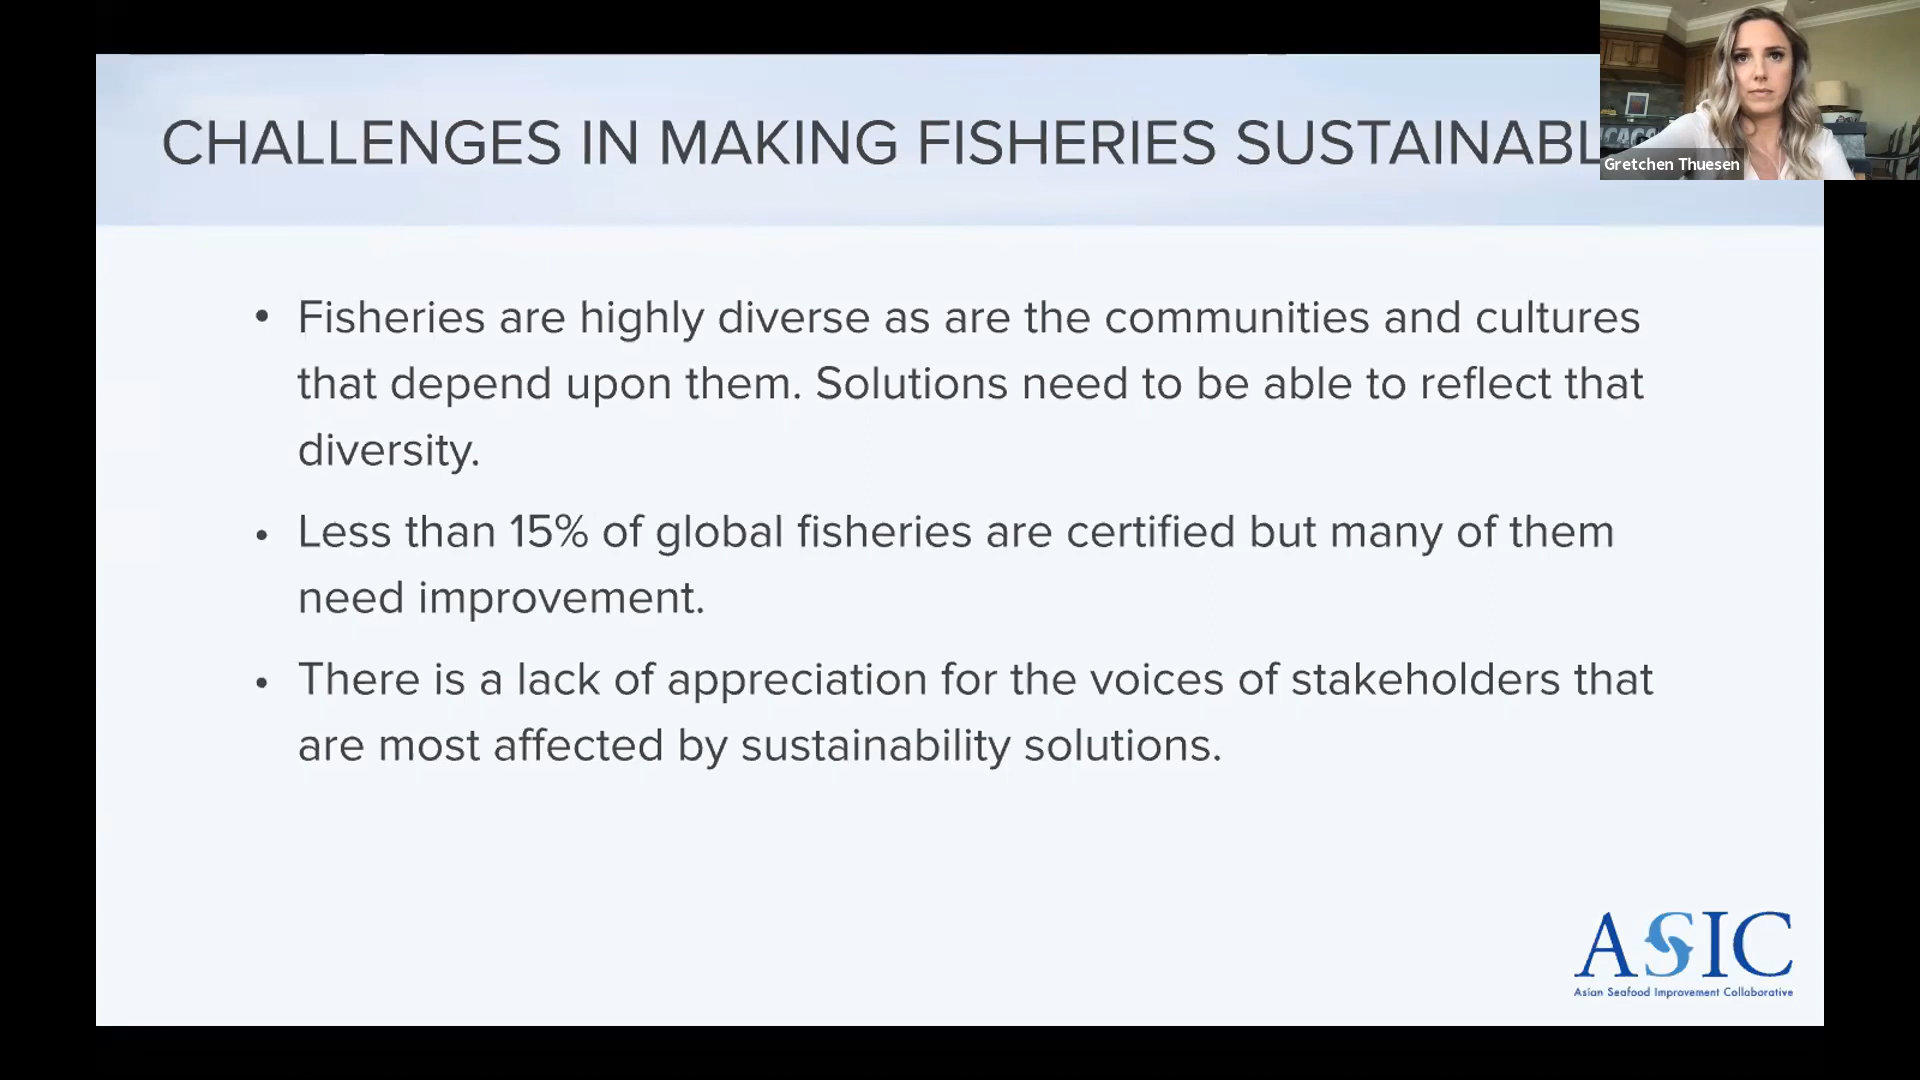 CHALLENGES IN MAKING FISHERIES SUSTAINABL
Gretchen Thuesen
• Fisheries are highly diverse as are the communities and cultures
that depend upon them. Solutions need to be able to reflect that
diversity.
• Less than 15% of global fisheries are certified but many of them
need improvement.
• There is a lack of appreciation for the voices of stakeholders that
are most affected by sustainability solutions.
ASIC
Asian Seafood Improvement Collaborative